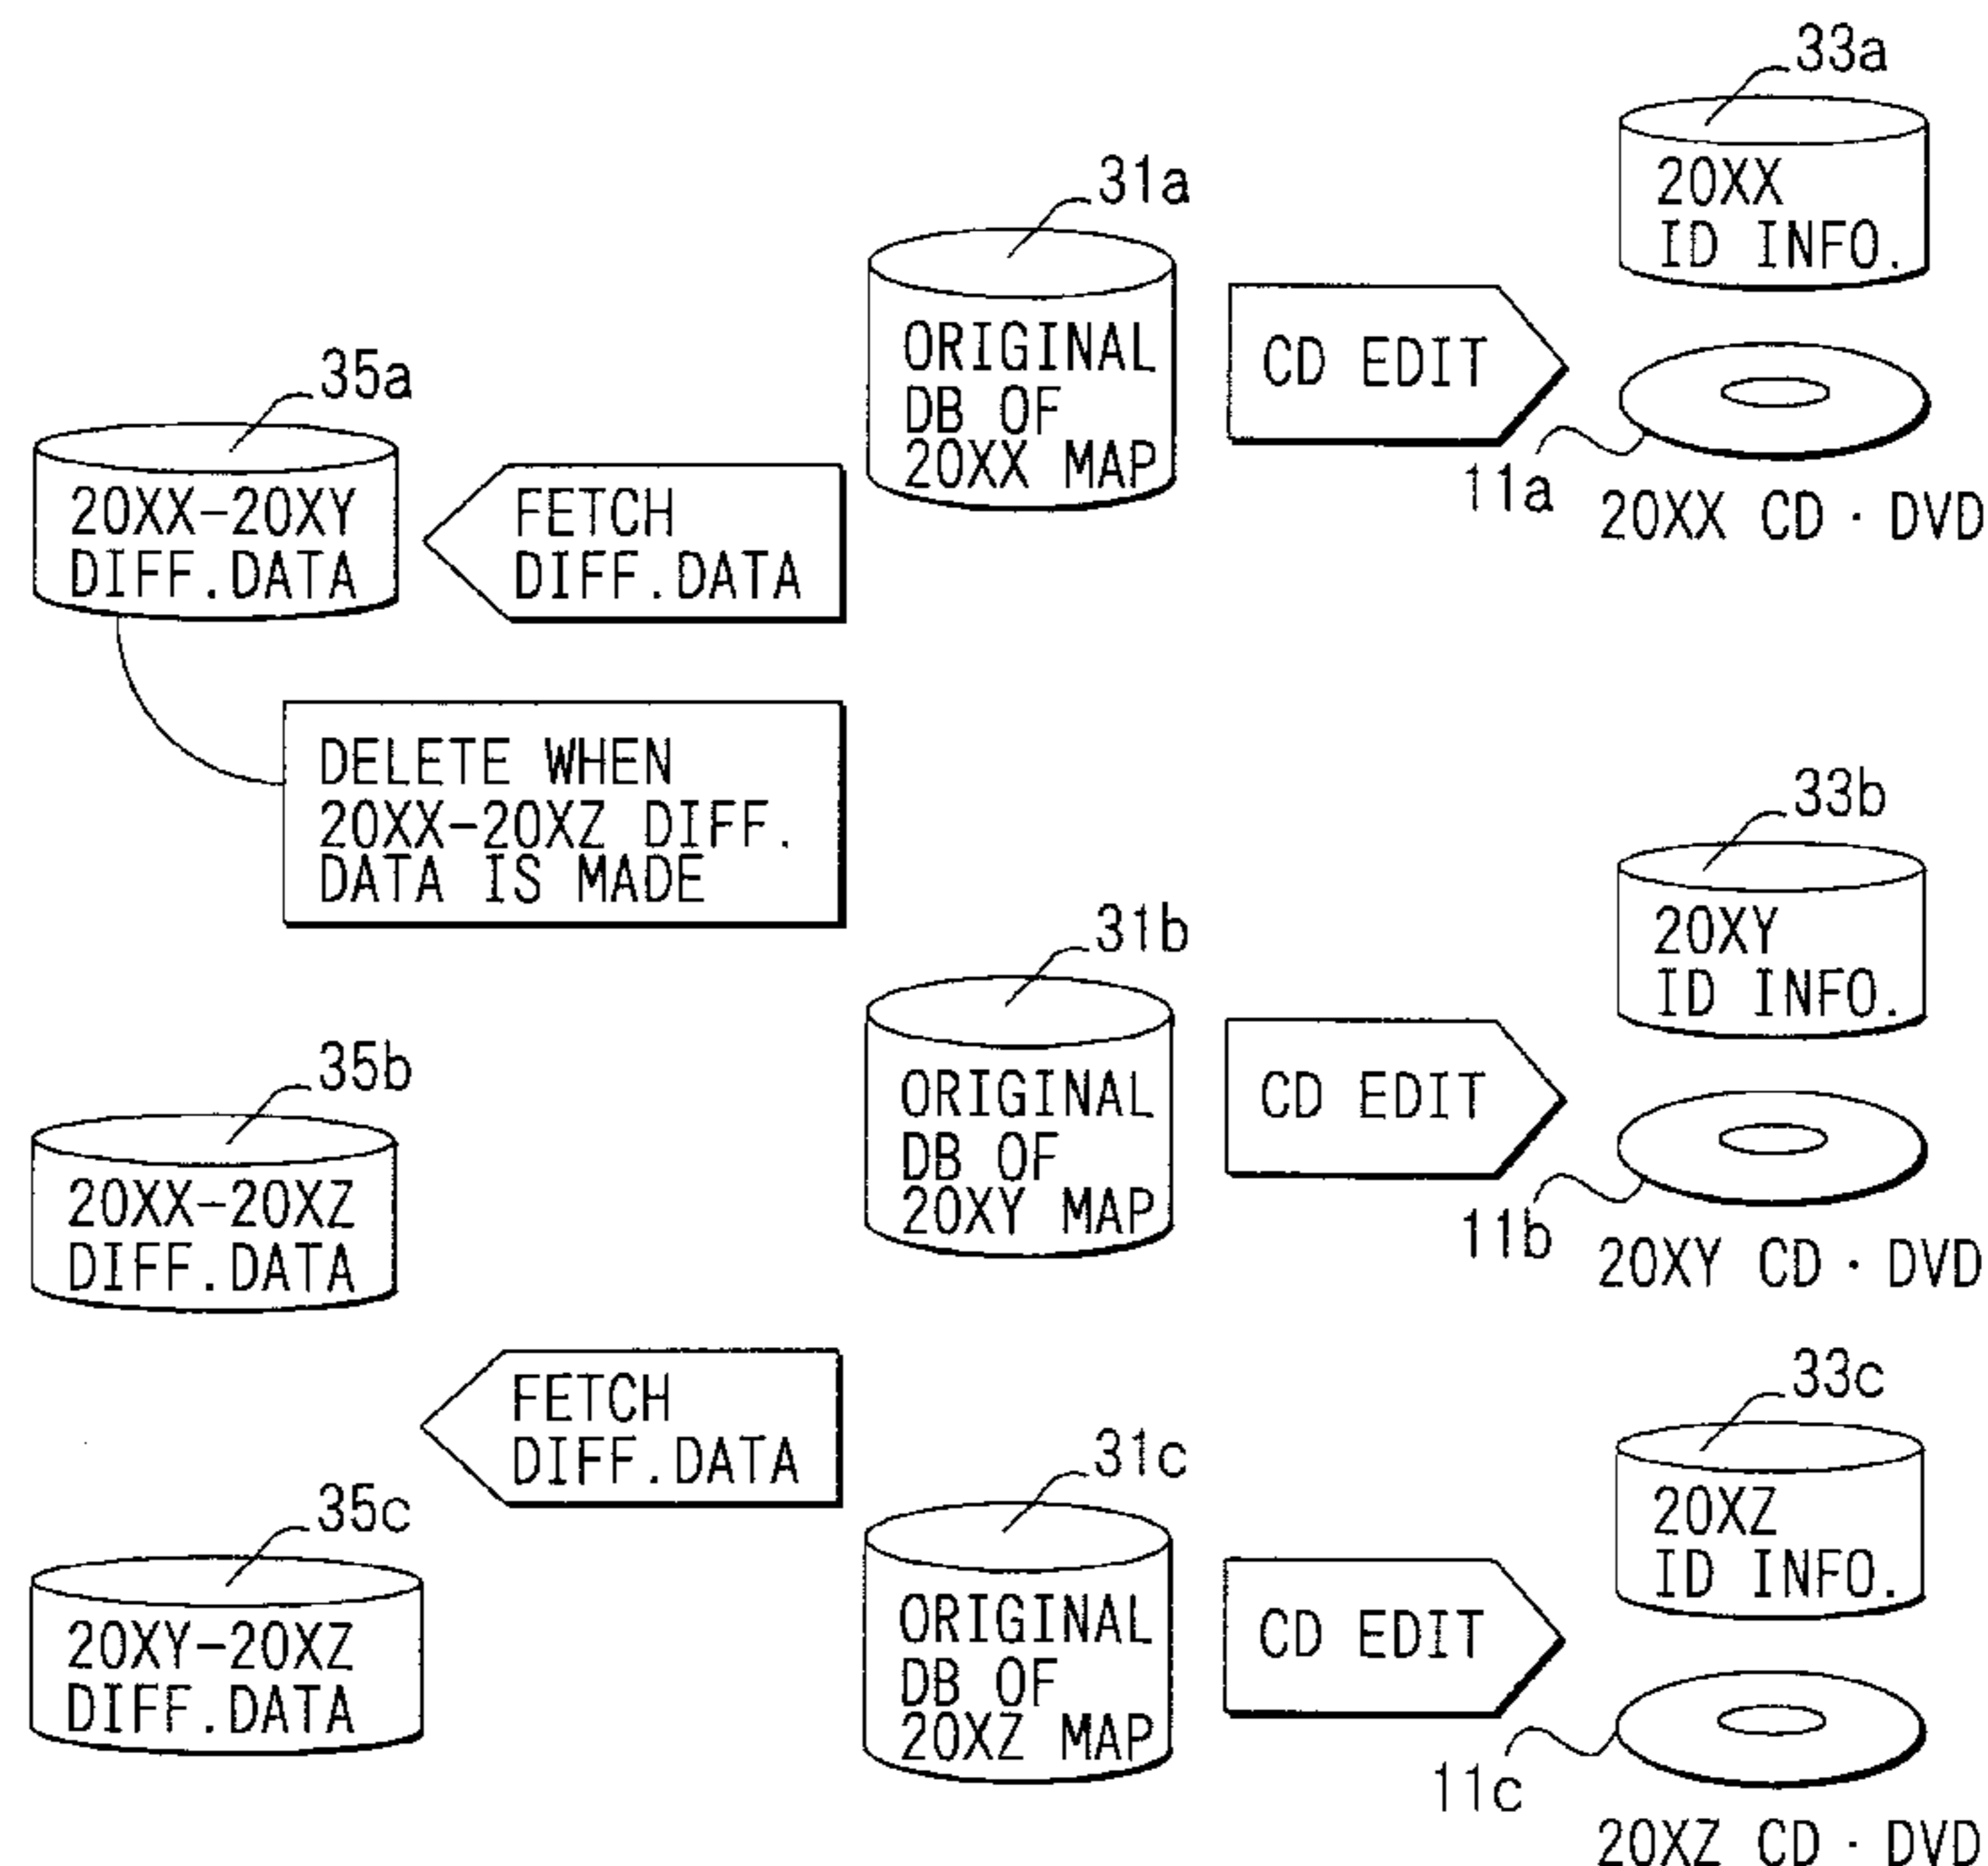 33a
20XX
ID INFO.
31a
ORIGINAL
DB OF
20XX MAP
CD EDIT
11a
20XX CD・DVD
35a
20XX-20XY
DIFF.DATA
FETCH
DIFF.DATA
DELETE WHEN
20XX-20XZ DIFF.
DATA IS MADE
33b
20XY
ID INFO.
31b
ORIGINAL
DB OF
20XY MAP
CD EDIT
11b
20XY CD・DVD
35b
20XX-20XZ
DIFF.DATA
FETCH
DIFF.DATA
33c
20XZ
ID INFO.
31c
ORIGINAL
DB OF
20XZ MAP
CD EDIT
11c
20XZ CD・DVD
35c
20XY-20XZ
DIFF.DATA